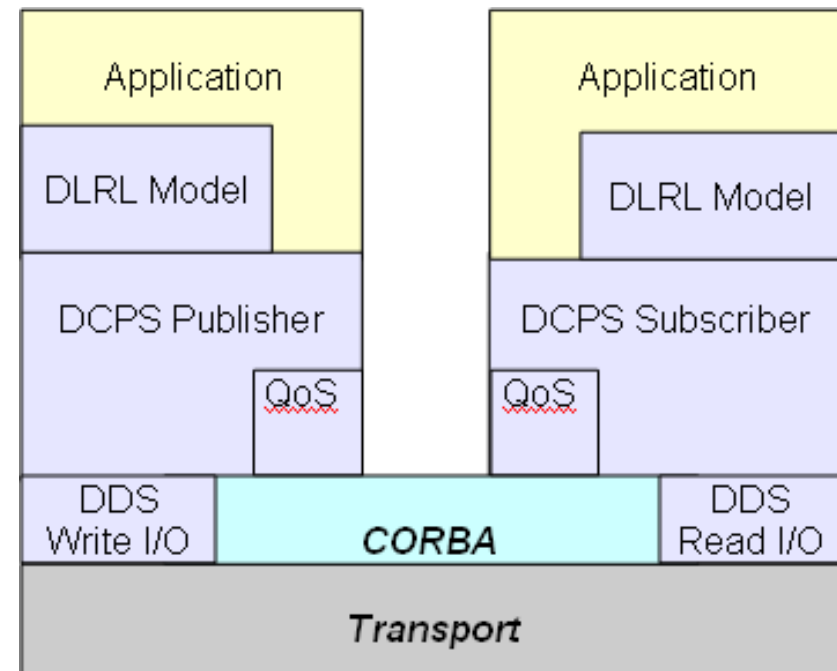 Application
Application
DLRL Model
DLRL Model
DCPS Publisher
DCPS Subscriber
QoS
QoS
DDS
Write I/O
CORBA
DDS
Read I/O
Transport